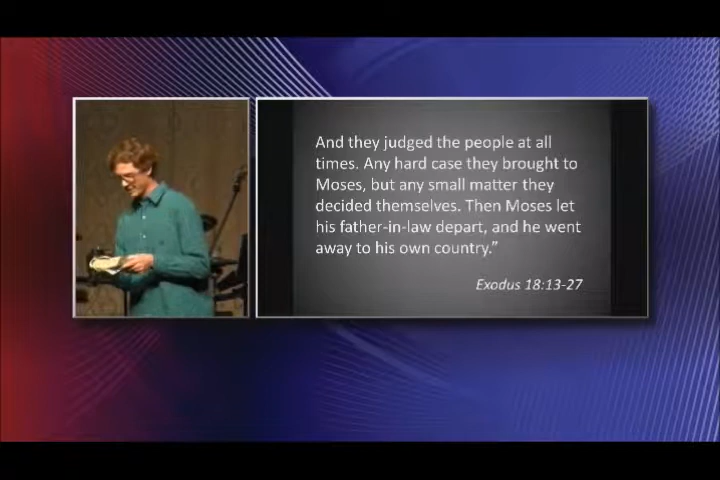 And they judged the people at all
times. Any hard case they brought to
Moses, but any small matter they
decided themselves. Then Moses let
his father-in-law depart, and he went
away to his own country.”
Exodus 18:13-27